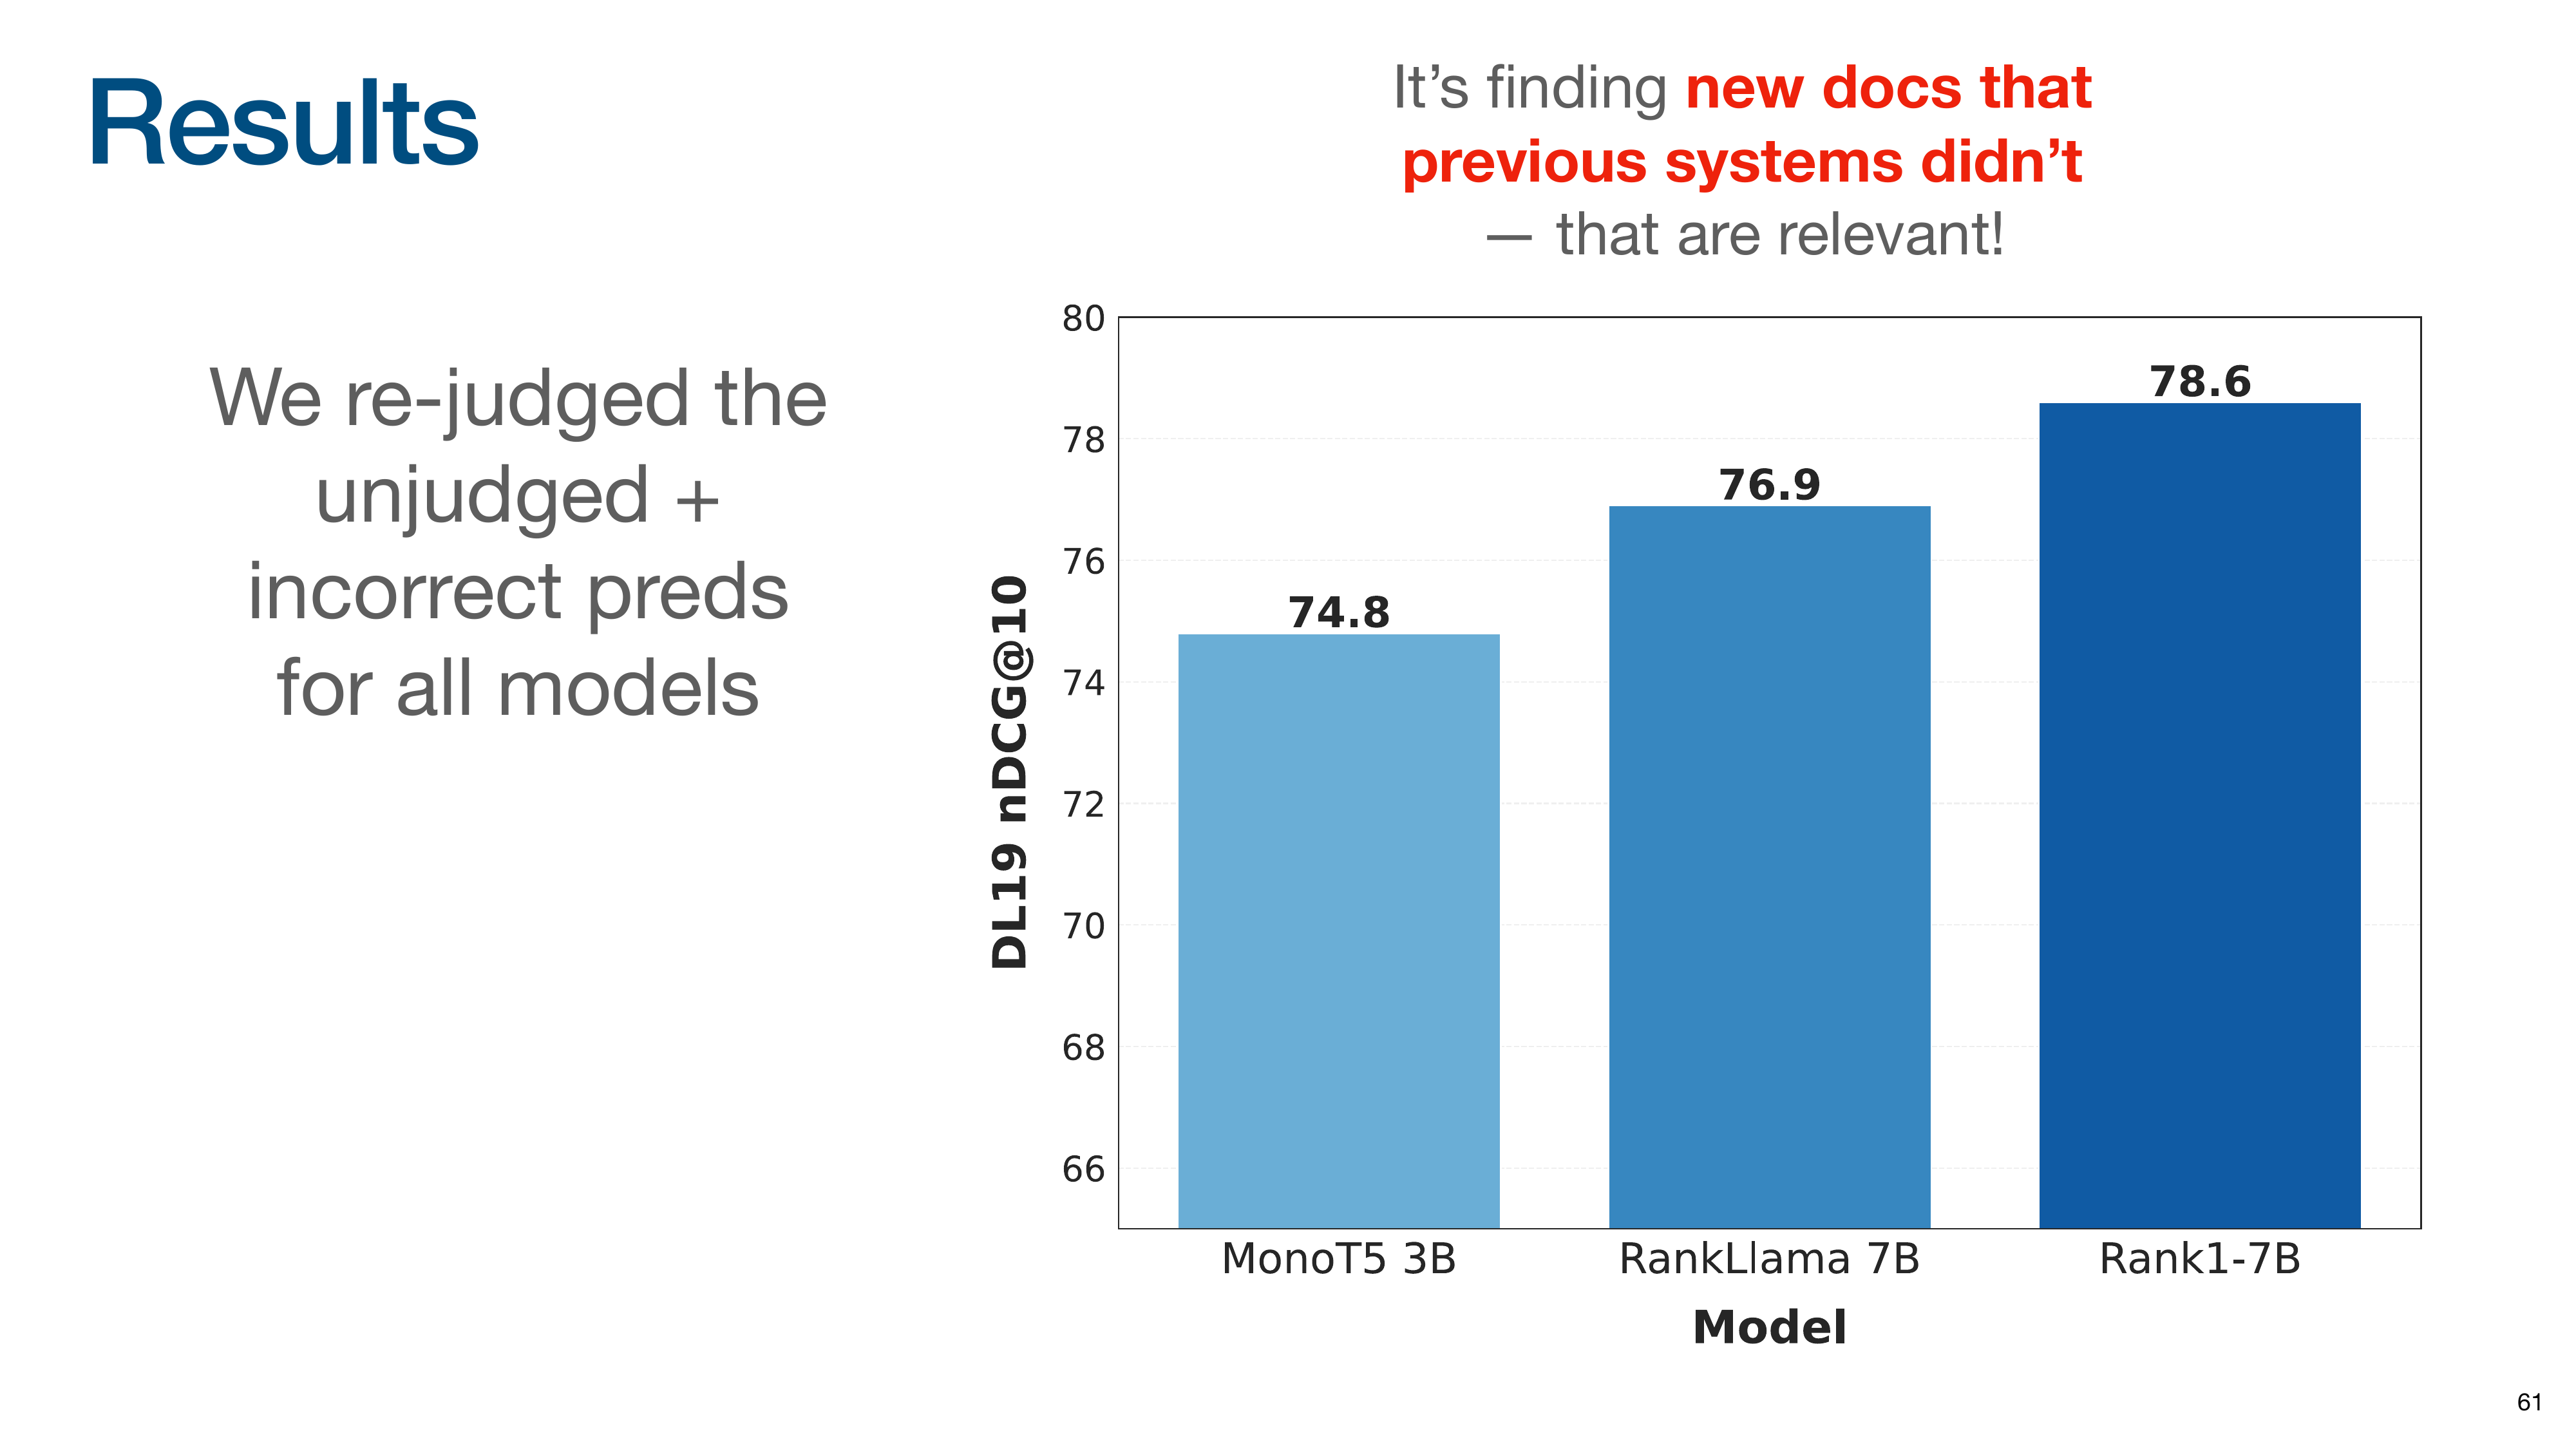 Results
It’s finding new docs that
previous systems didn’t
— that are relevant!
We re-judged the
unjudged +
incorrect preds
for all models
DL19 nDCG@10
80
78
76
74
72
70
68
66
74.8
76.9
78.6
MonoT5 3B
RankLlama 7B
Rank1-7B
Model
61